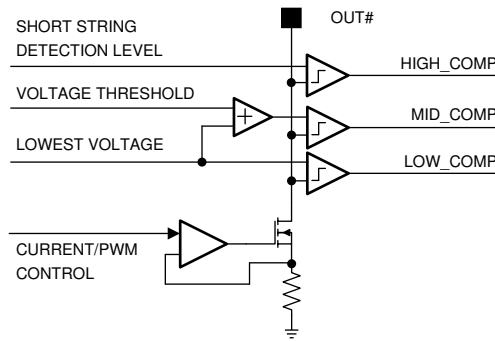 SHORT STRING
DETECTION LEVEL
OUT#
HIGH_COMP
VOLTAGE THRESHOLD
+
MID_COMP
LOWEST VOLTAGE
LOW_COMP
CURRENT/PWM
CONTROL